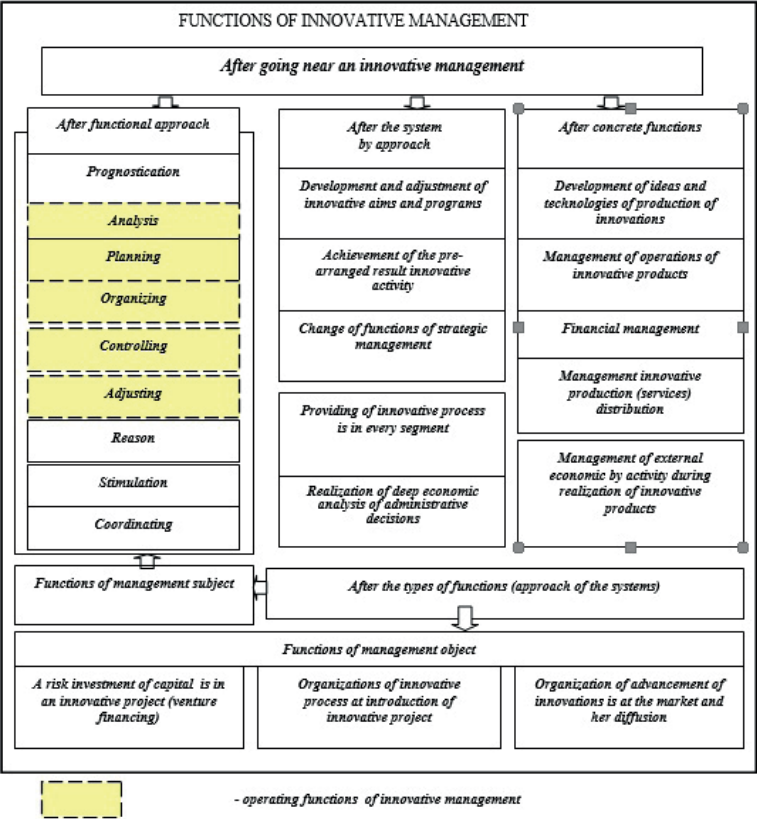 FUNCTIONS OF INNOVATIVE MANAGEMENT
After going near an innovative management
After functional approach
Prognostication
Analysis
Planning
Organizing
Controlling
Adjusting
Reason
Stimulation
Coordinating
After the system
by approach
Development and adjustment of
innovative aims and programs
Achievement of the pre-
arranged result innovative
activity
Change of functions of strategic
management
Providing of innovative process
is in every segment
Realization of deep economic
analysis of administrative
decisions
After concrete functions
Development of ideas and
technologies of production of
innovations
Management of operations of
innovative products
Financial management
Management innovative
production (services)
distribution
Management of external
economic by activity during
realization of innovative
products
Functions of management subject
After the types of functions (approach of the systems)
Functions of management object
A risk investment of capital is in
an innovative project (venture
financing)
Organizations of innovative
process at introduction of
innovative project
Organization of advancement of
innovations is at the market and
her diffusion
- operating functions of innovative management